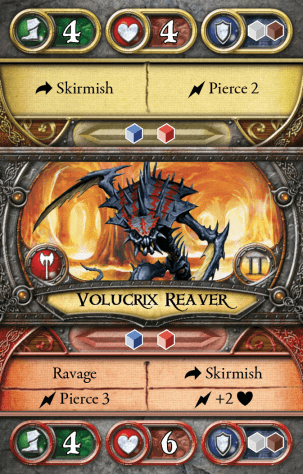 4 4
Skirmish Pierce 2
II
VOLUCRIX REAVER
Ravage Skirmish
Pierce 3 +2
4 6